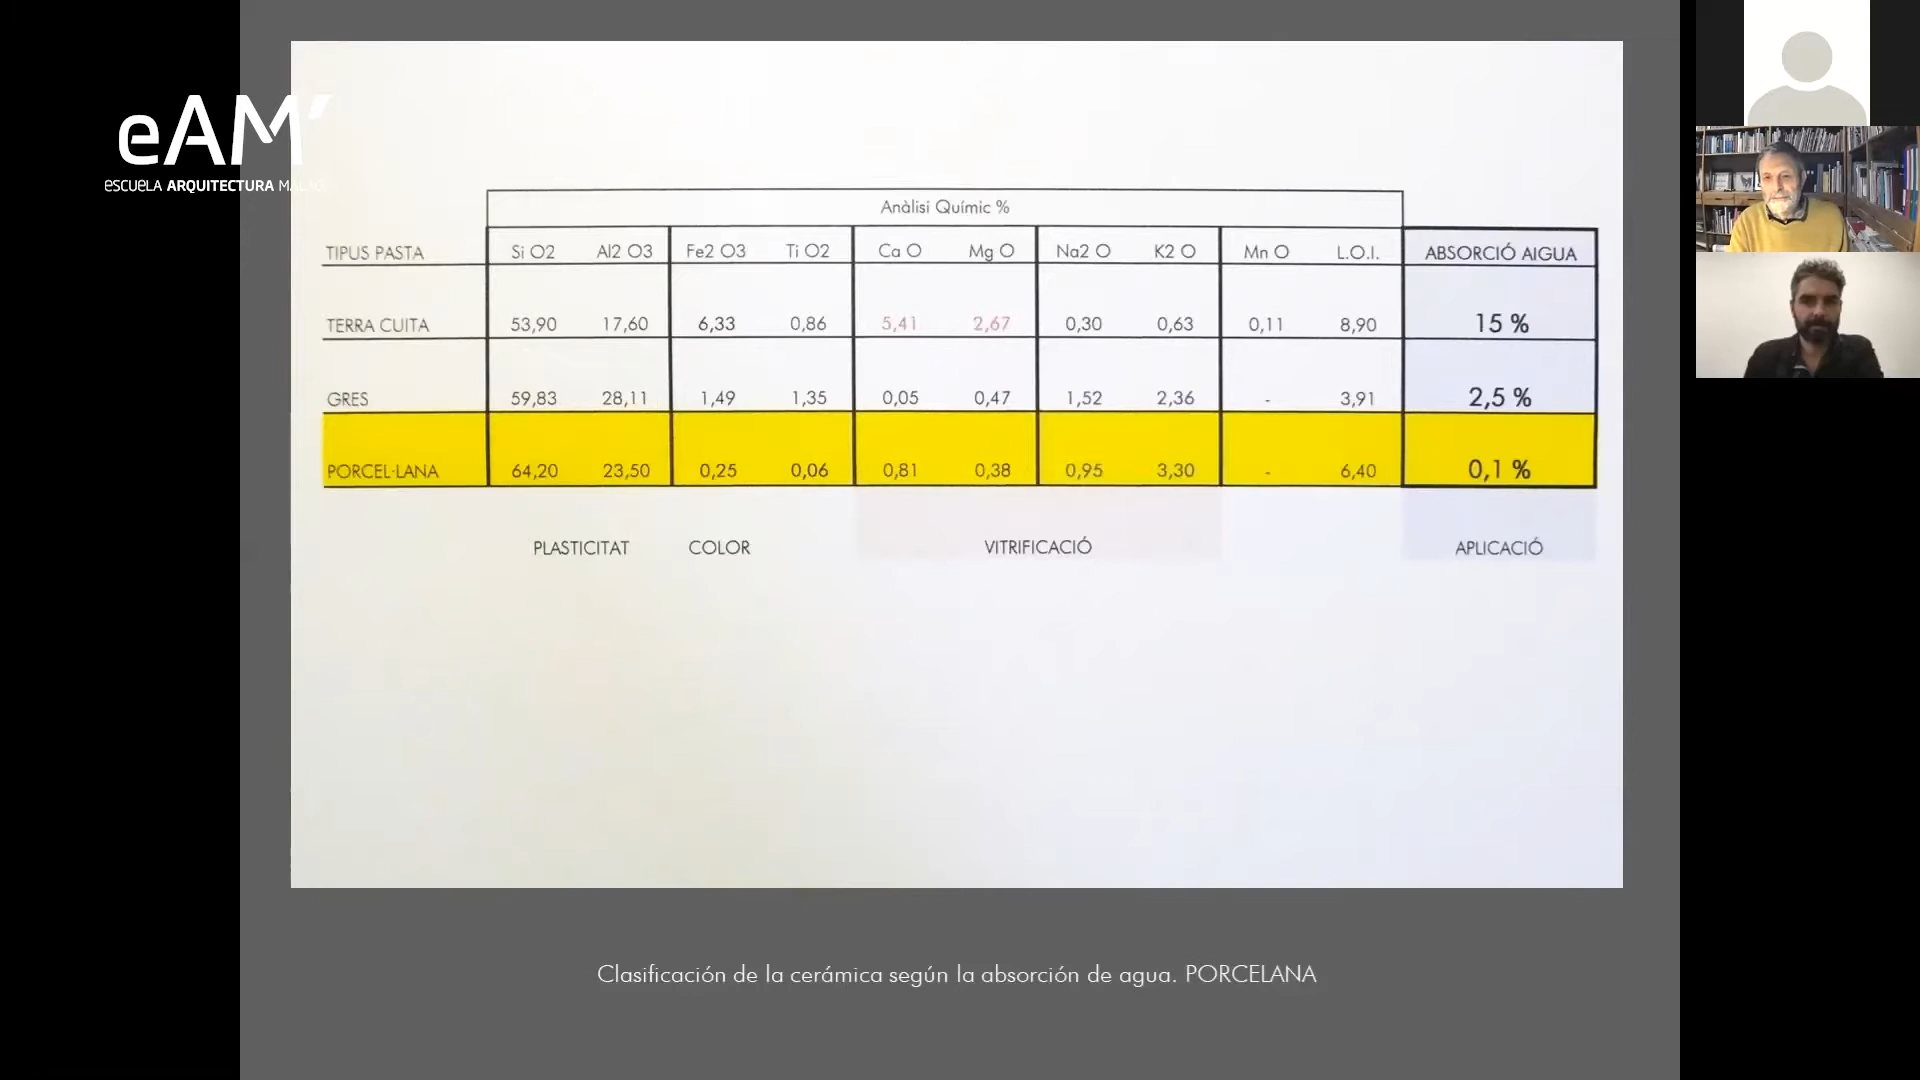 eAM'
ESCUELA ARQUITECTURA MÁLAGA
Anàlisi Químic %
TIPUS PASTA Si O2 Al2 O3 Fe2 O3 Ti O2 Ca O Mg O Na2 O K2 O Mn O L.O.I. ABSORCIÓ AIGUA
TERRA CUITA 53,90 17,60 6,33 0,86 5,41 2,67 0,30 0,63 0,11 8,90 15 %
GRES 59,83 28,11 1,49 1,35 0,05 0,47 1,52 2,36 - 3,91 2,5 %
PORCEL·LANA 64,20 23,50 0,25 0,06 0,81 0,38 0,95 3,30 - 6,40 0,1 %
PLASTICITAT COLOR VITRIFICACIÓ APLICACIÓ
Clasificación de la cerámica según la absorción de agua. PORCELANA